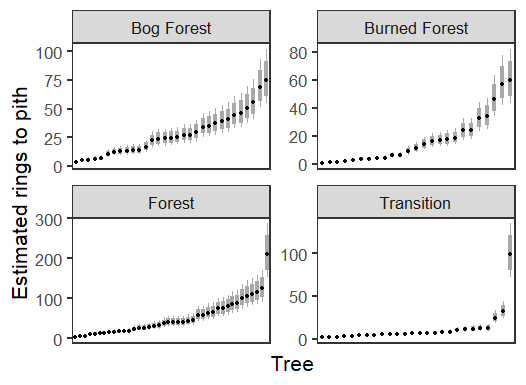 Bog Forest
Burned Forest
100
75
50
25
0
80
60
40
20
0
Forest
Transition
300
200
100
0
100
50
0
Estimated rings to pith
Tree